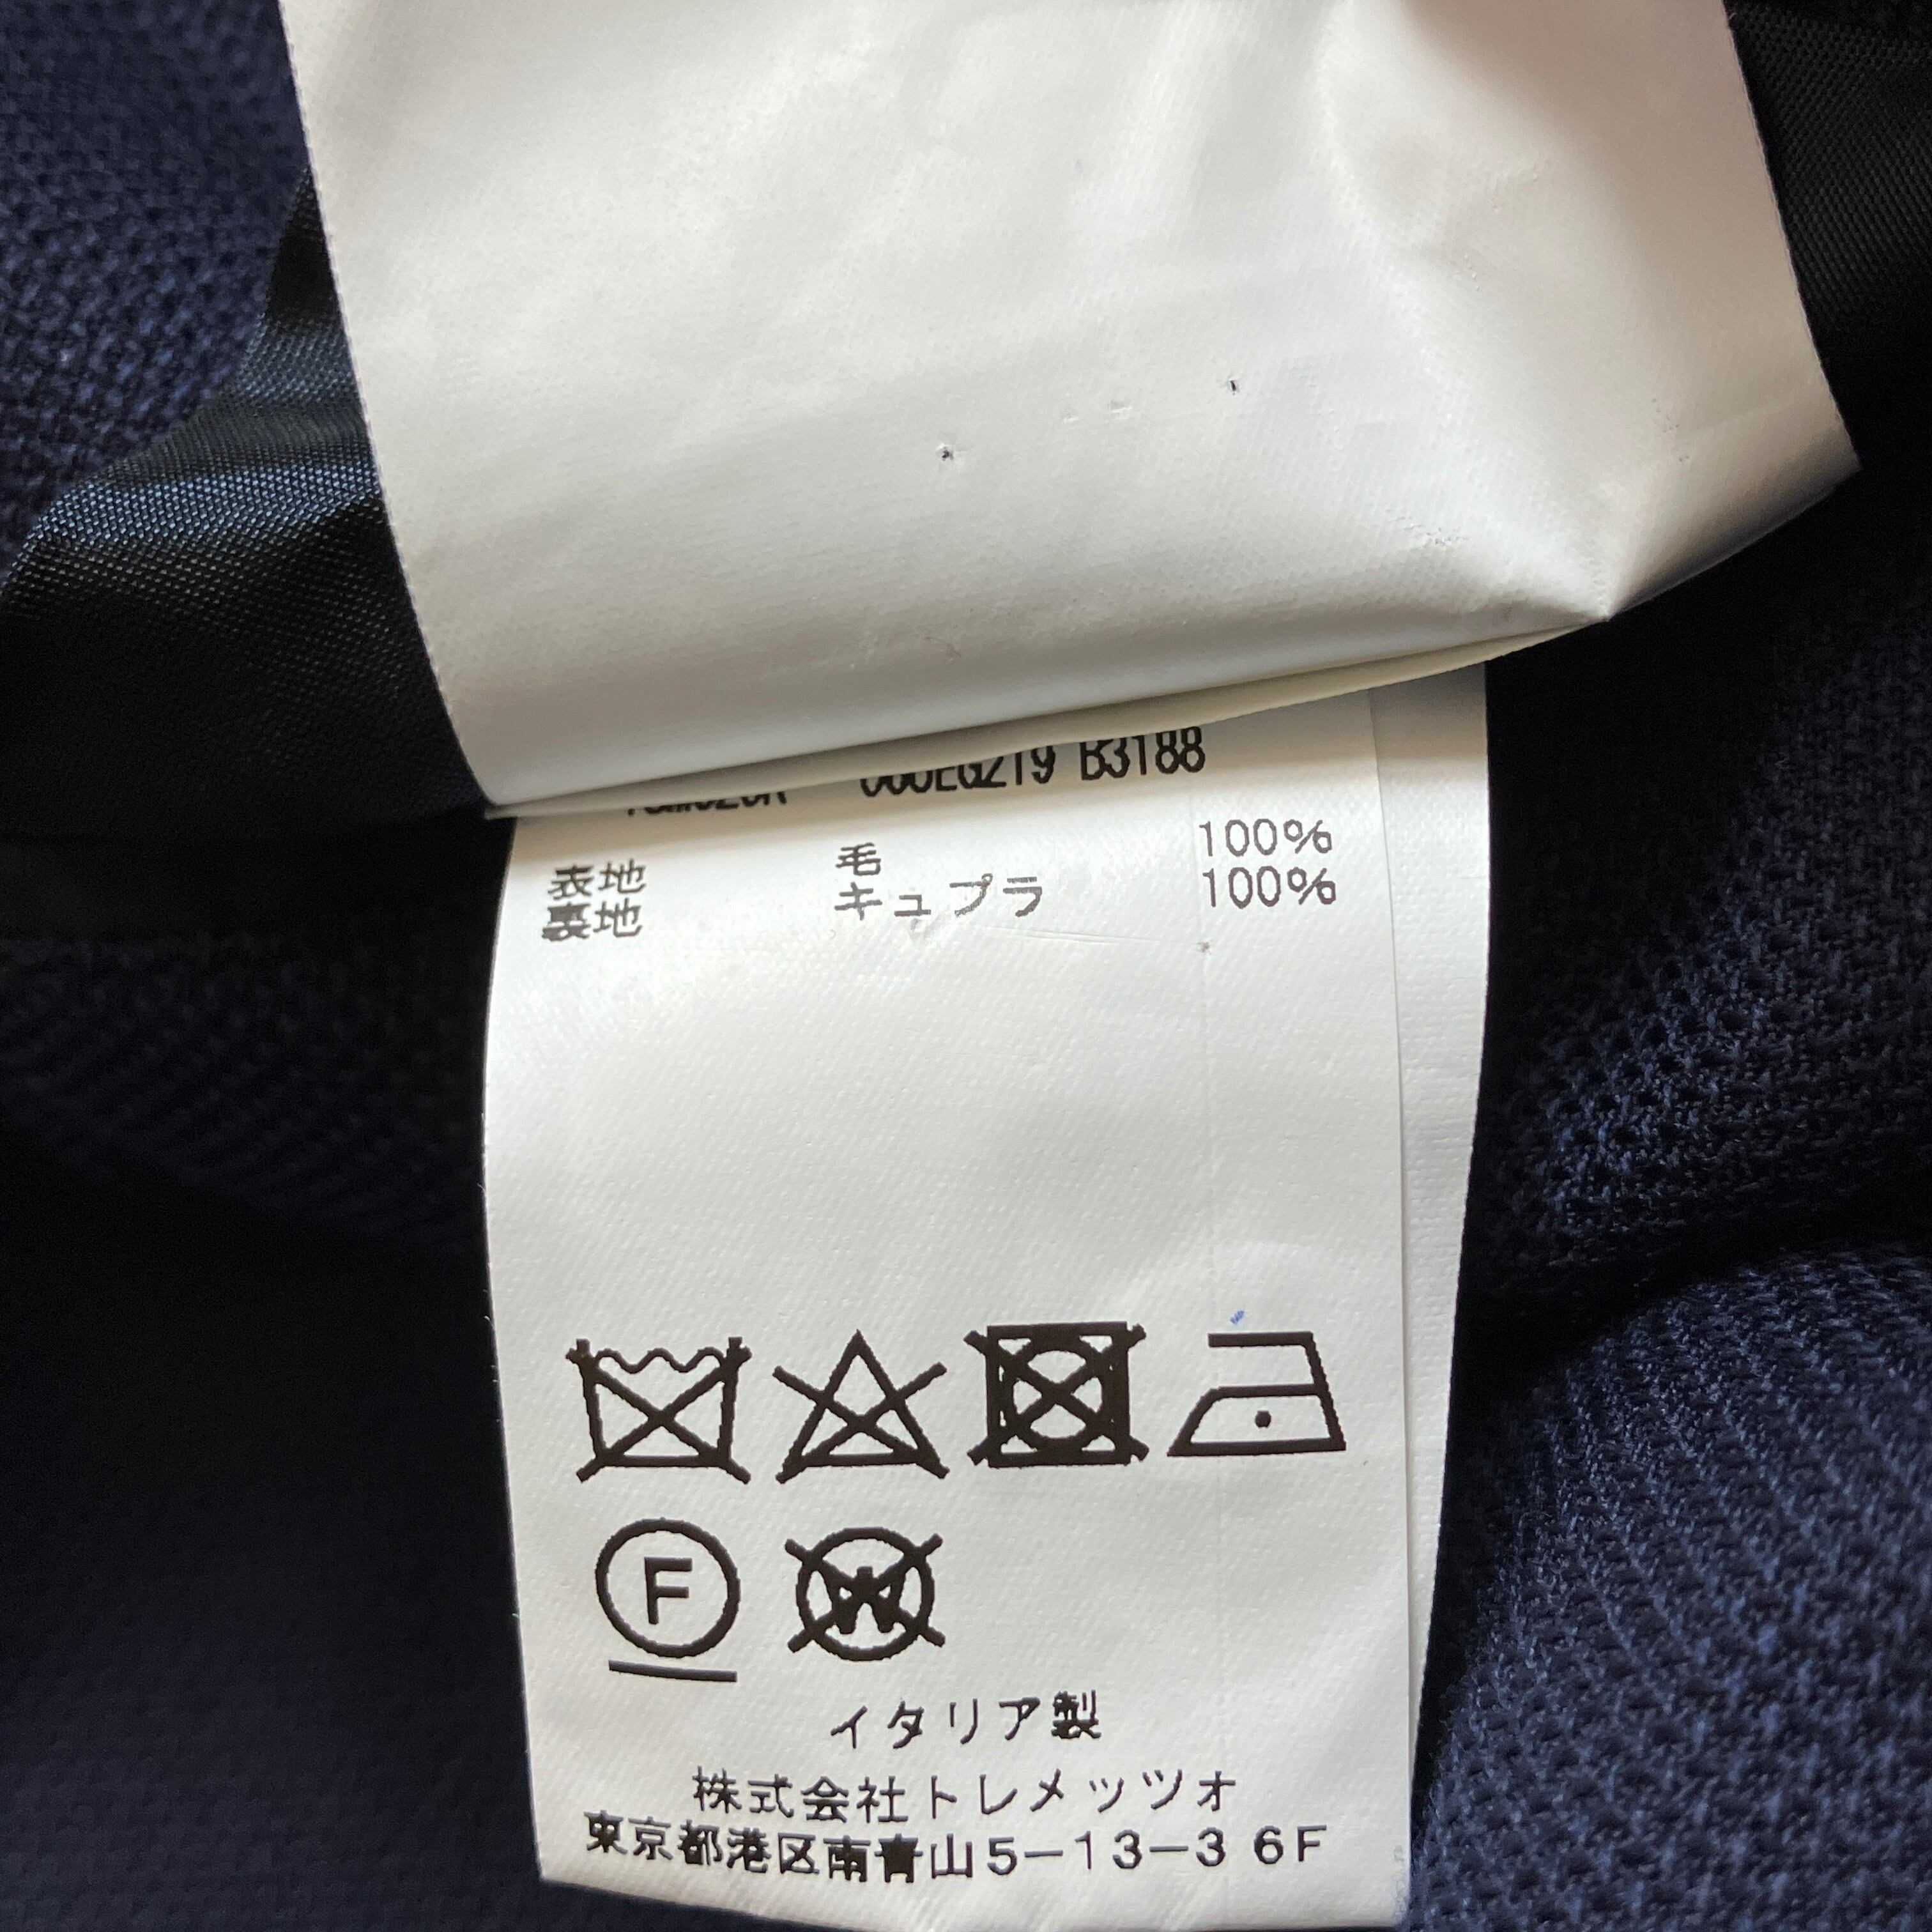 B3188
表地 毛 100%
裏地 キュプラ 100%
F
W
イタリア製
株式会社トレメッツォ
東京都港区南青山5-13-3 6F